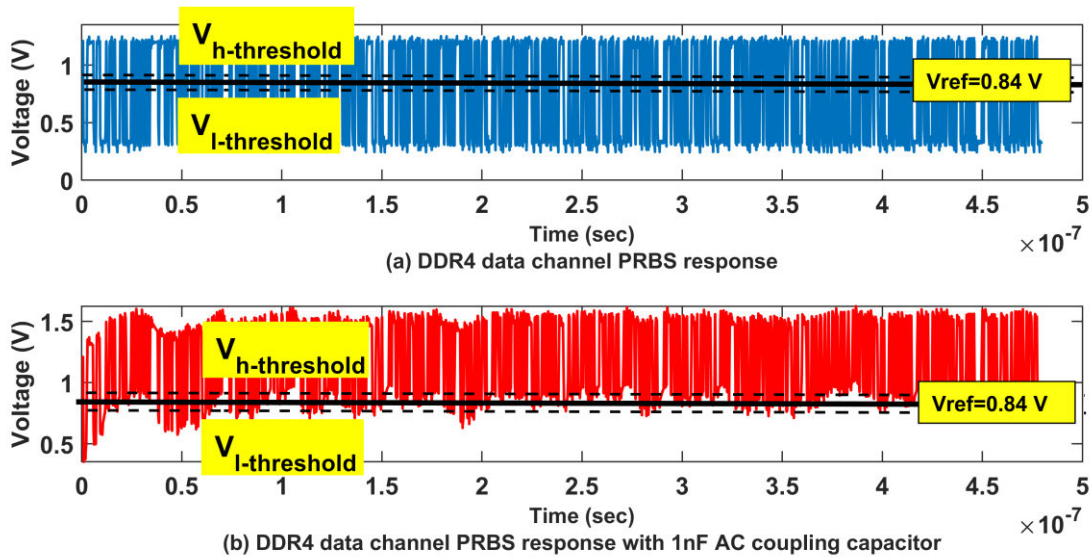 V_h-threshold
1
Vref=0.84 V
0.5
V_l-threshold
0
Voltage (V)
0 0.5 1 1.5 2 2.5 3 3.5 4 4.5 5
Time (sec)
×10^-7
(a) DDR4 data channel PRBS response
1.5
V_h-threshold
1
Vref=0.84 V
0.5
V_l-threshold
Voltage (V)
0 0.5 1 1.5 2 2.5 3 3.5 4 4.5 5
Time (sec)
×10^-7
(b) DDR4 data channel PRBS response with 1nF AC coupling capacitor